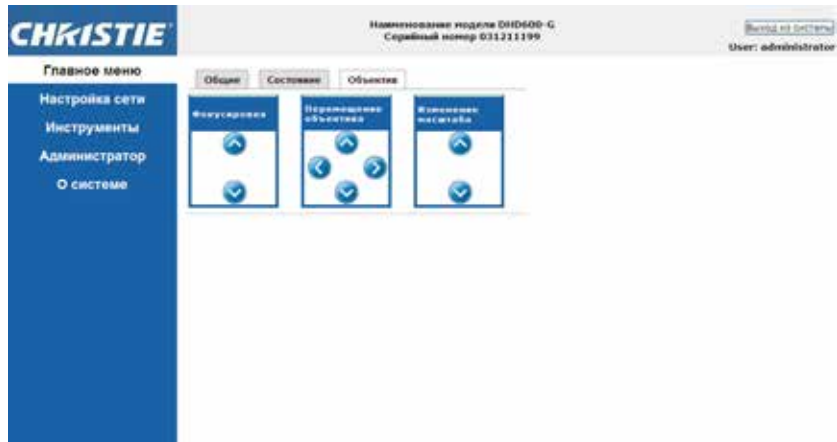 CHRISTIE
Наименование модели DHD600-G
Серийный номер 031211199
Выход из системы
User: administrator
Главное меню
Настройка сети
Инструменты
Администратор
О системе
Общие Состояние Объектив
Фокусировка
Перемещение
объектива
Изменение
масштаба